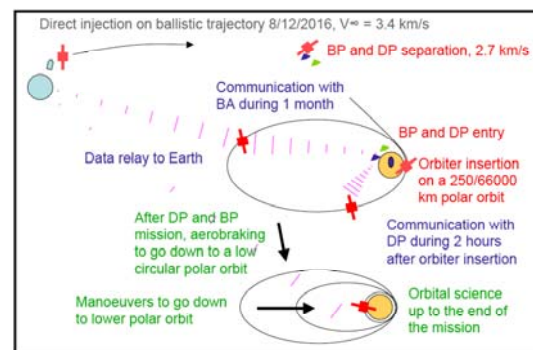 Direct injection on ballistic trajectory 8/12/2016, V∞ = 3.4 km/s
BP and DP separation, 2.7 km/s
Communication with
BA during 1 month
BP and DP entry
Data relay to Earth
Orbiter insertion
on a 250/66000
km polar orbit
After DP and BP
mission, aerobraking
to go down to a low
circular polar orbit
Communication with
DP during 2 hours
after orbiter insertion
Manoeuvers to go down
to lower polar orbit
Orbital science
up to the end of
the mission